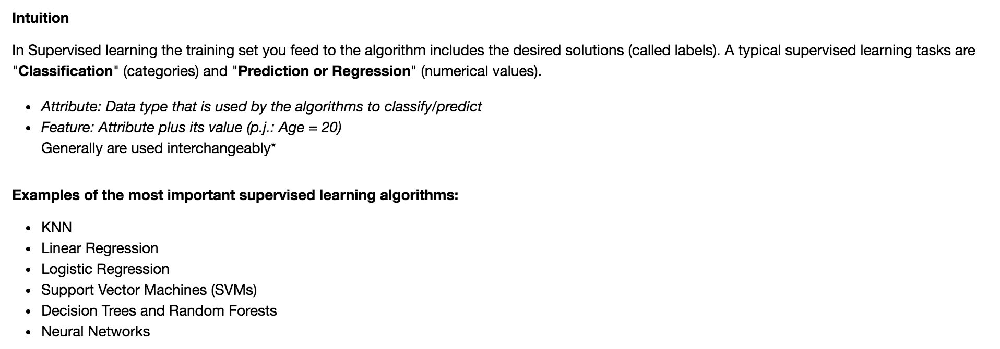 Intuition
In Supervised learning the training set you feed to the algorithm includes the desired solutions (called labels). A typical supervised learning tasks are
"Classification" (categories) and "Prediction or Regression" (numerical values).
• Attribute: Data type that is used by the algorithms to classify/predict
• Feature: Attribute plus its value (p.j.: Age = 20)
Generally are used interchangeably*
Examples of the most important supervised learning algorithms:
• KNN
• Linear Regression
• Logistic Regression
• Support Vector Machines (SVMs)
• Decision Trees and Random Forests
• Neural Networks